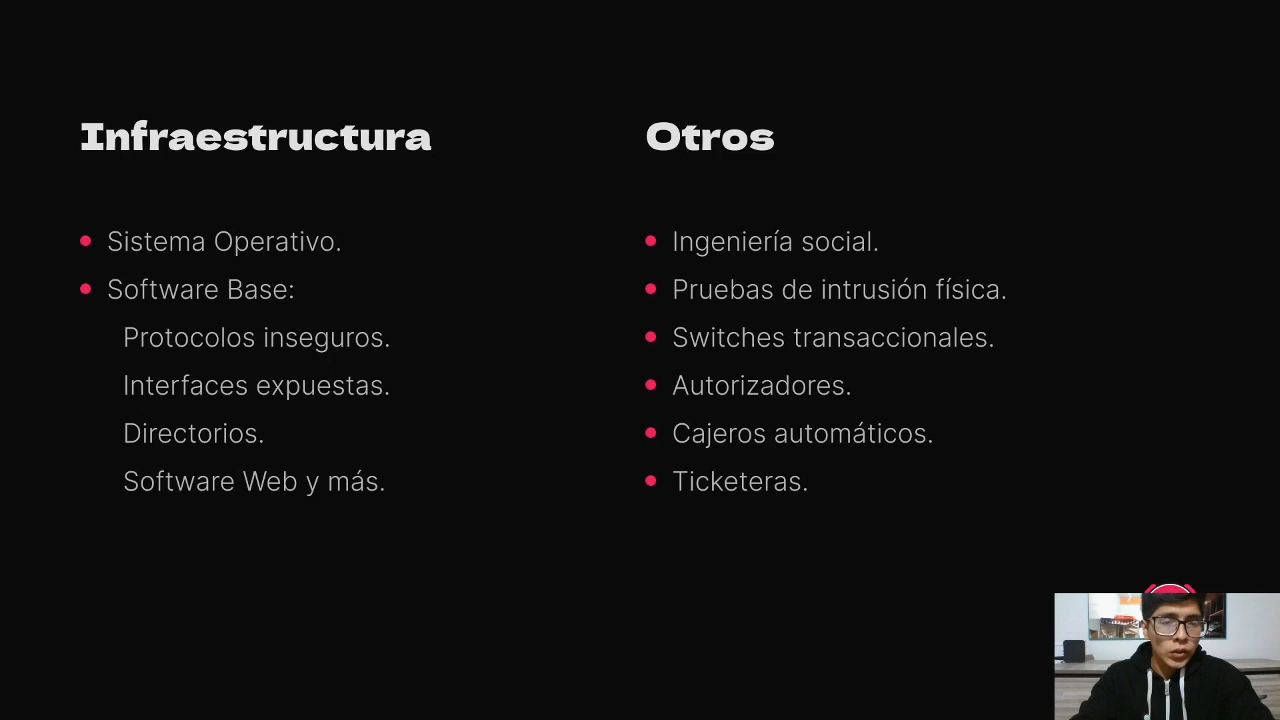 Infraestructura
Sistema Operativo.
Software Base:
Protocolos inseguros.
Interfaces expuestas.
Directorios.
Software Web y más.
Otros
Ingeniería social.
Pruebas de intrusión física.
Switches transaccionales.
Autorizadores.
Cajeros automáticos.
Ticketeras.